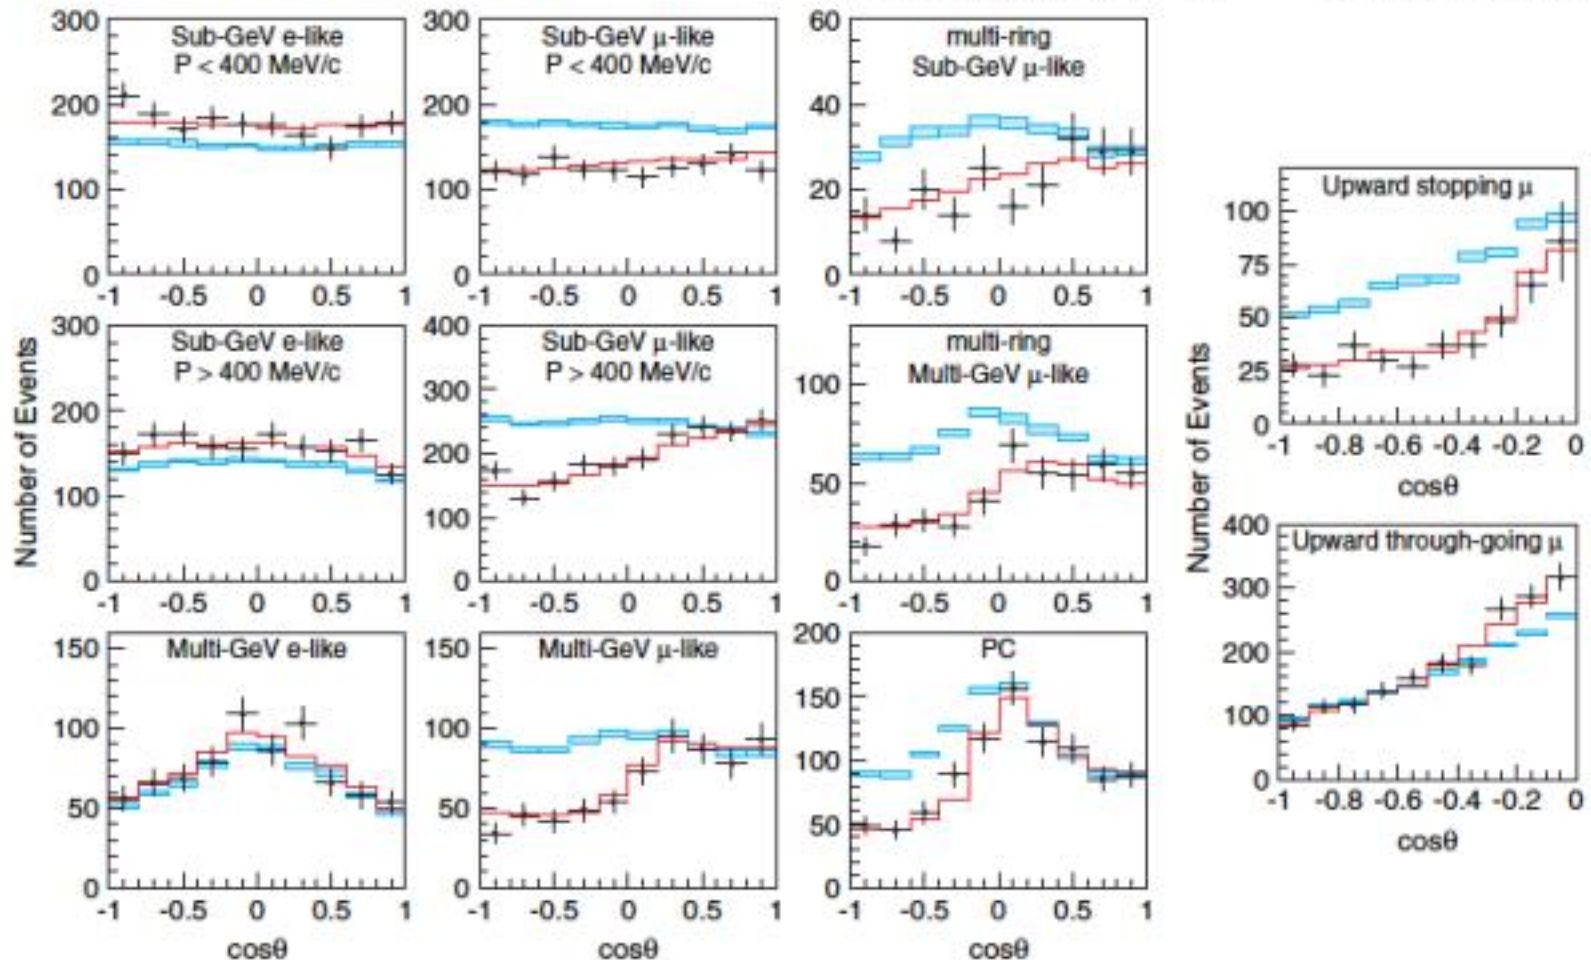 Number of Events
Sub-GeV e-like
P < 400 MeV/c
300
200
100
0
-1 -0.5 0 0.5 1
Sub-GeV μ-like
P < 400 MeV/c
300
200
100
0
-1 -0.5 0 0.5 1
multi-ring
Sub-GeV μ-like
60
40
20
0
-1 -0.5 0 0.5 1
Sub-GeV e-like
P > 400 MeV/c
300
200
100
0
-1 -0.5 0 0.5 1
Sub-GeV μ-like
P > 400 MeV/c
400
300
200
100
0
-1 -0.5 0 0.5 1
multi-ring
Multi-GeV μ-like
100
50
0
-1 -0.5 0 0.5 1
Multi-GeV e-like
150
100
50
0
-1 -0.5 0 0.5 1
cosθ
Multi-GeV μ-like
150
100
50
0
-1 -0.5 0 0.5 1
cosθ
PC
200
150
100
50
0
-1 -0.5 0 0.5 1
cosθ
Number of Events
Upward stopping μ
100
75
50
25
0
-1 -0.8 -0.6 -0.4 -0.2 0
cosθ
Upward through-going μ
400
300
200
100
0
-1 -0.8 -0.6 -0.4 -0.2 0
cosθ